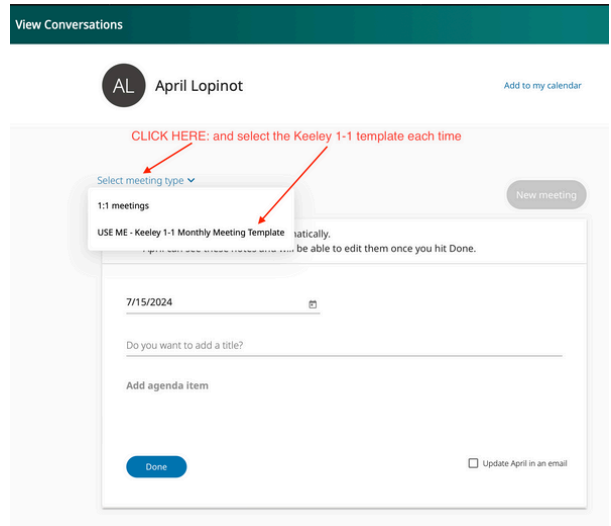 View Conversations
AL
April Lopinot
Add to my calendar
CLICK HERE: and select the Keeley 1-1 template each time
Select meeting type
New meeting
1:1 meetings
USE ME - Keeley 1-1 Monthly Meeting Template
atically.
be able to edit them once you hit Done.
7/15/2024
Do you want to add a title?
Add agenda item
Done
Update April in an email